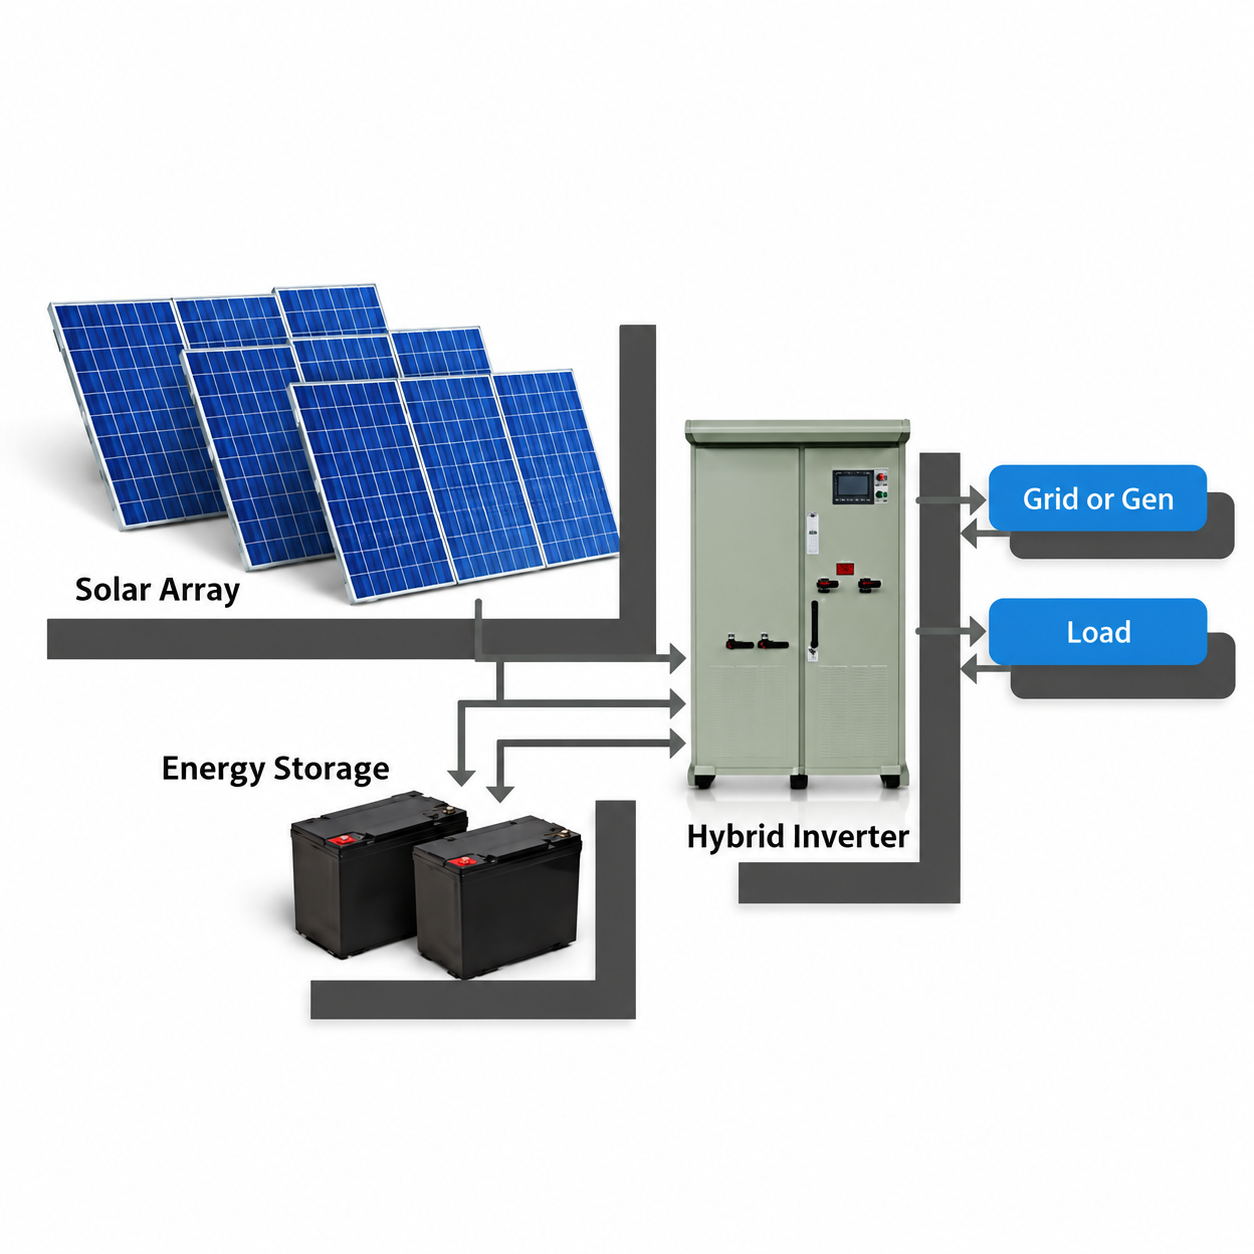 Solar Array
Grid or Gen
Load
Energy Storage
Hybrid Inverter